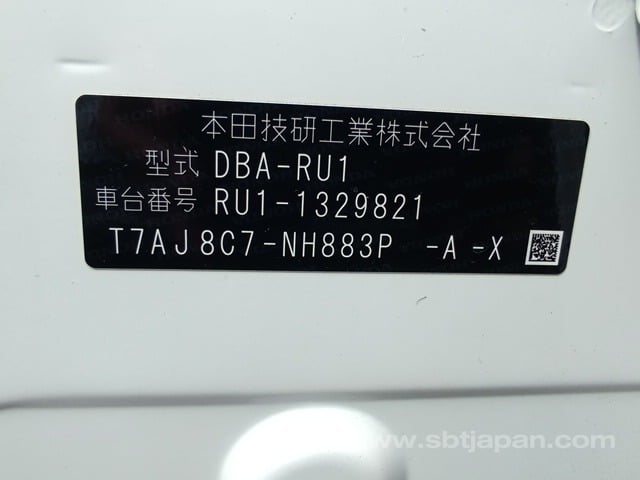 本田技研工業株式会社
型式 DBA-RU1
車台番号 RU1-1329821
T7AJ8C7-NH883P -A -X
www.sbtjapan.com